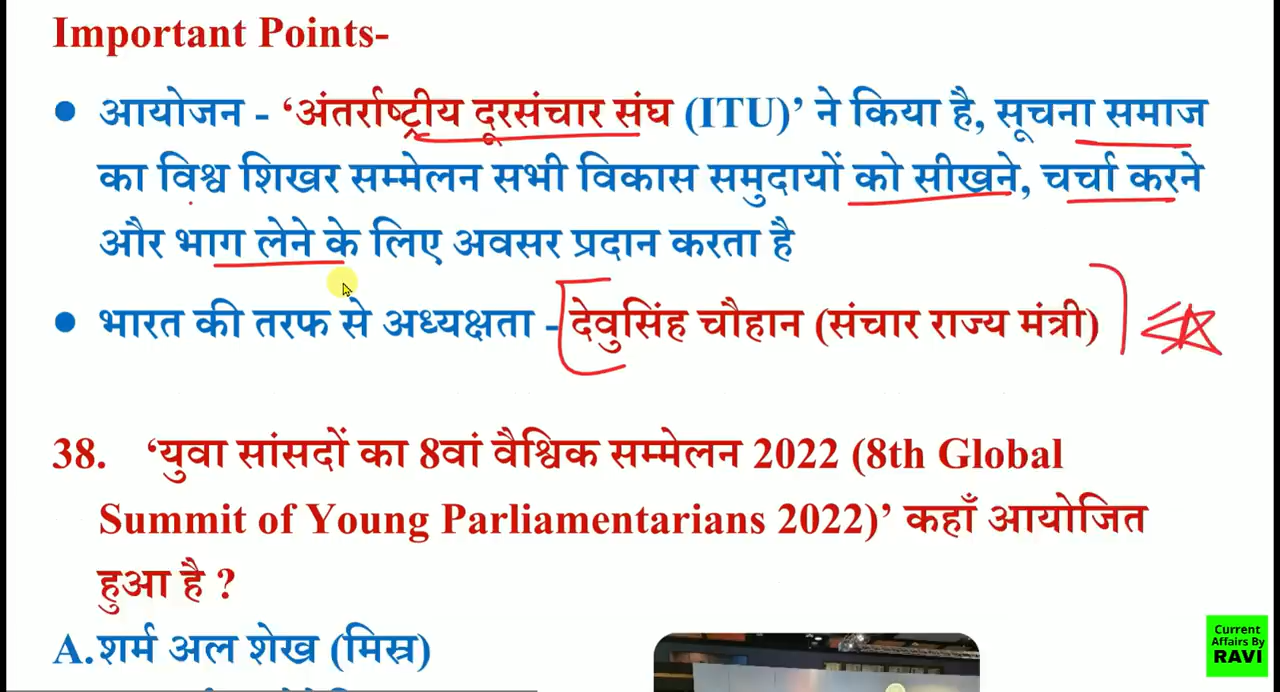 Important Points-
● आयोजन - ‘अंतर्राष्ट्रीय दूरसंचार संघ (ITU)’ ने किया है, सूचना समाज
का विश्व शिखर सम्मेलन सभी विकास समुदायों को सीखने, चर्चा करने
और भाग लेने के लिए अवसर प्रदान करता है
● भारत की तरफ से अध्यक्षता - देवुसिंह चौहान (संचार राज्य मंत्री)
38. ‘युवा सांसदों का 8वां वैश्विक सम्मेलन 2022 (8th Global
Summit of Young Parliamentarians 2022)’ कहाँ आयोजित
हुआ है ?
A. शर्म अल शेख (मिस्र)
Current
Affairs By
RAVI